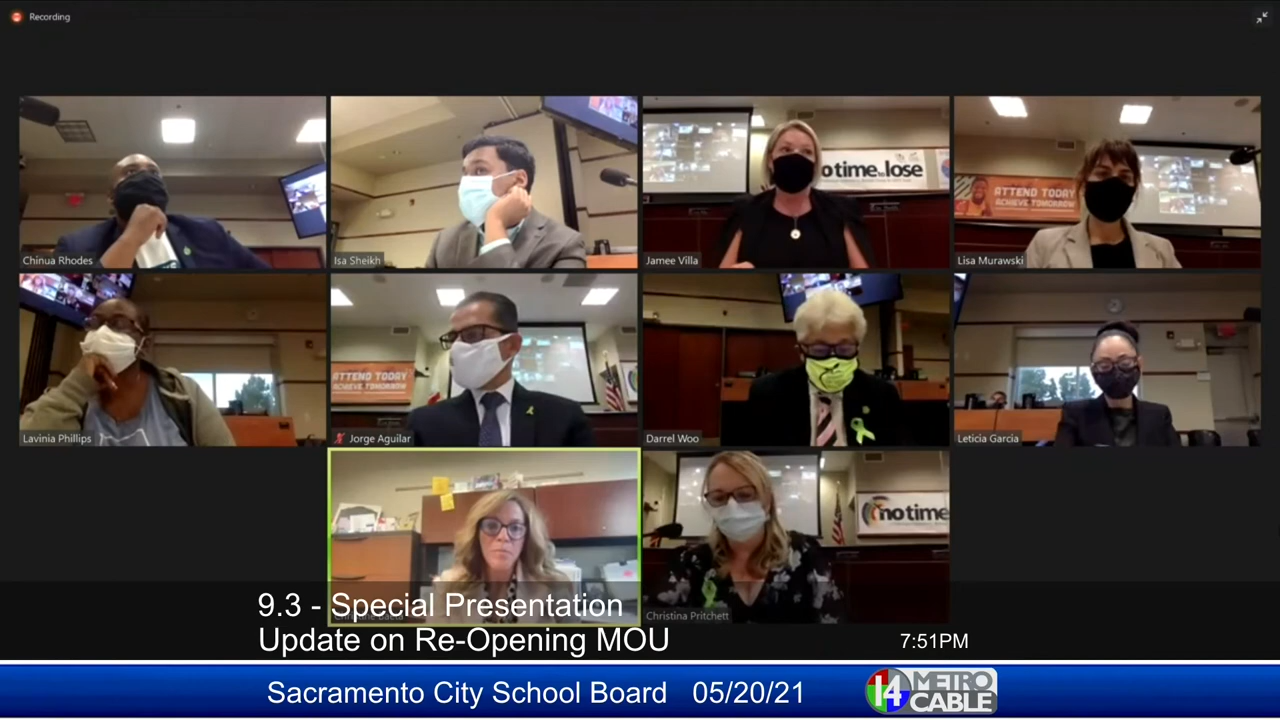 Recording
no time to lose
ATTEND TODAY
ACHIEVE TOMORROW
Chinua Rhodes
Isa Sheikh
Jamee Villa
Lisa Murawski
ATTEND TODAY
ACHIEVE TOMORROW
Lavinia Phillips
Jorge Aguilar
Darrel Woo
Leticia Garcia
no time
Christina Pritchett
9.3 - Special Presentation
Update on Re-Opening MOU
7:51PM
Sacramento City School Board 05/20/21
14 METRO
CABLE